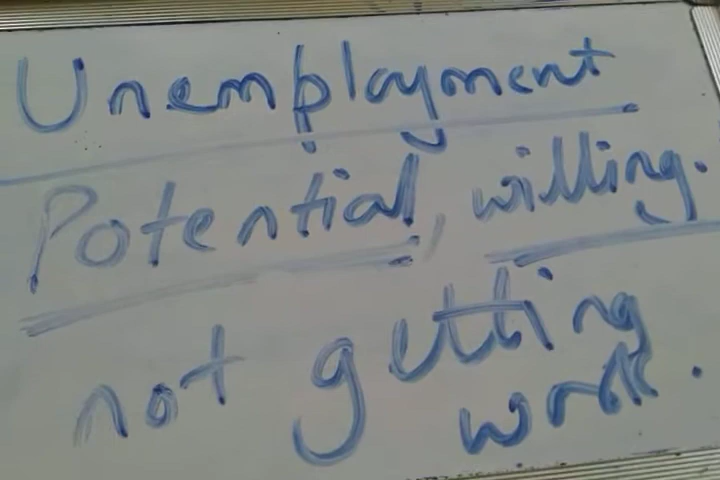 Unemployment
Potential, willing.
not getting
work.